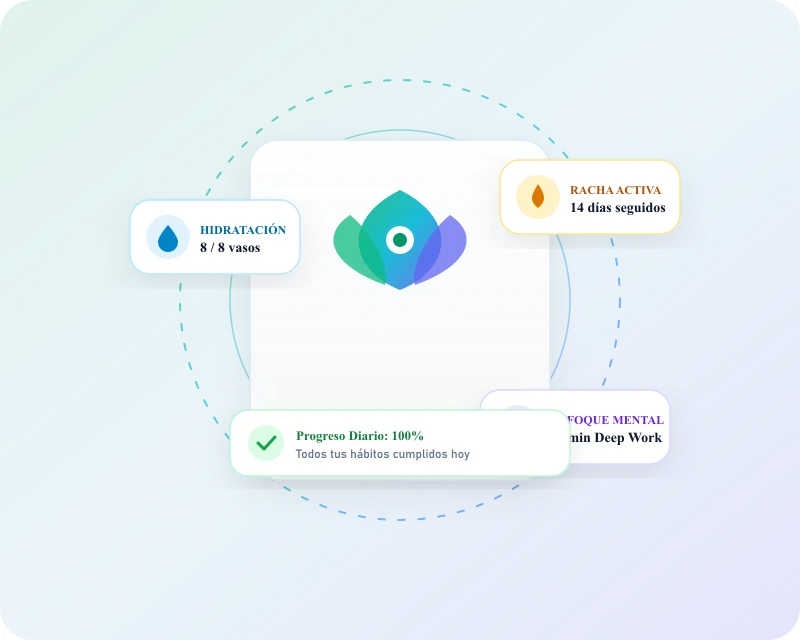 RACHA ACTIVA
14 días seguidos
HIDRATACIÓN
8 / 8 vasos
FOQUE MENTAL
min Deep Work
Progreso Diario: 100%
Todos tus hábitos cumplidos hoy